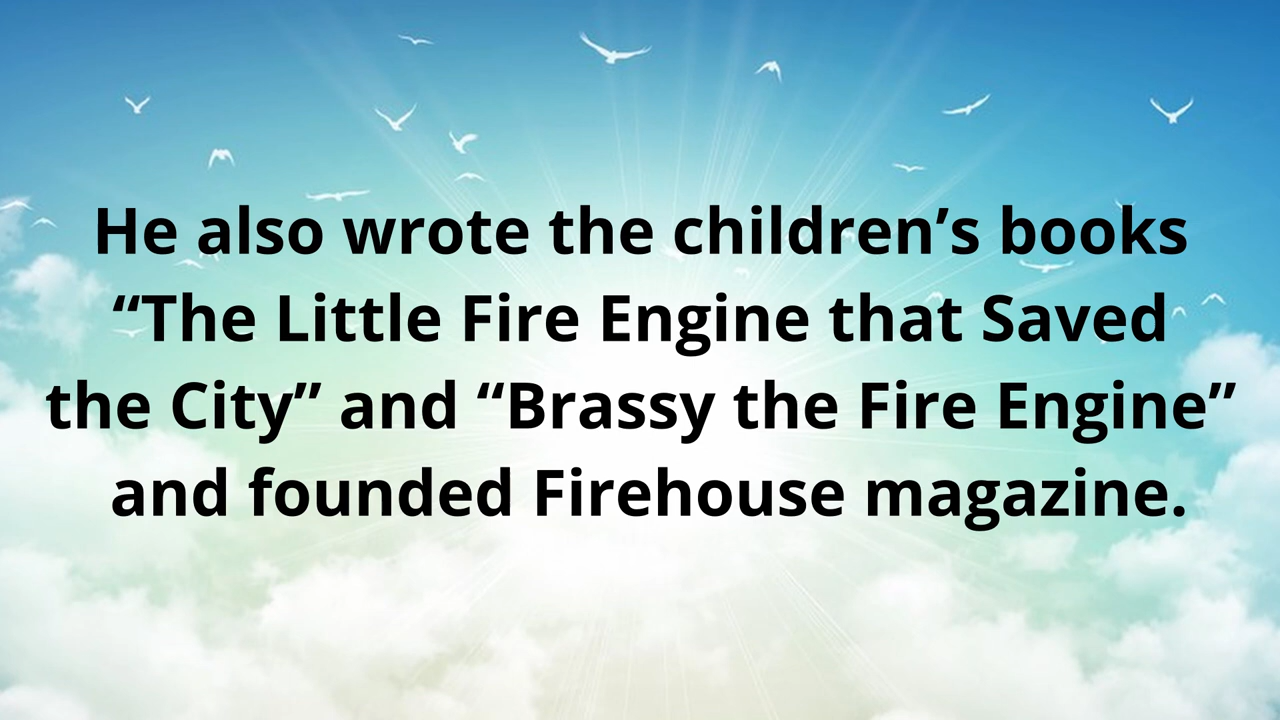 He also wrote the children’s books
“The Little Fire Engine that Saved
the City” and “Brassy the Fire Engine”
and founded Firehouse magazine.